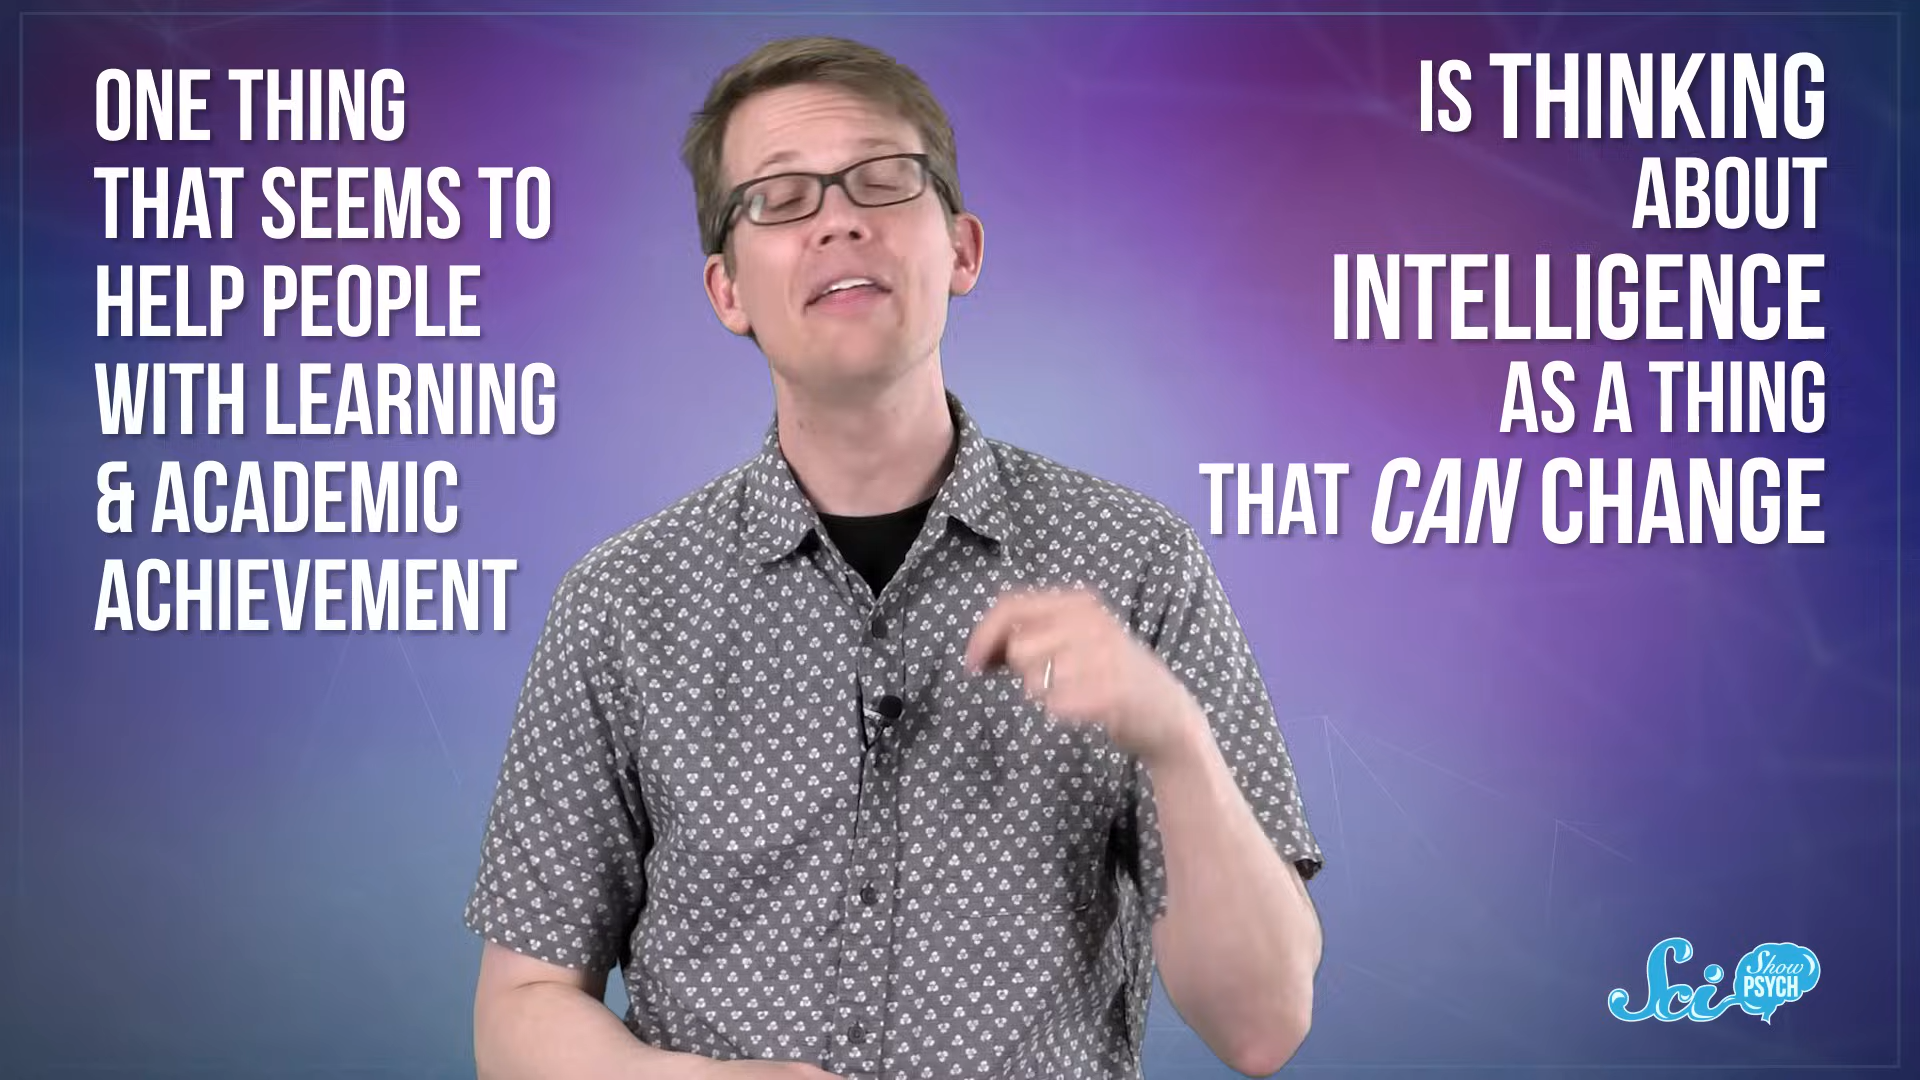 ONE THING
THAT SEEMS TO
HELP PEOPLE
WITH LEARNING
& ACADEMIC
ACHIEVEMENT
IS THINKING
ABOUT
INTELLIGENCE
AS A THING
THAT CAN CHANGE
Sci
Show
PSYCH